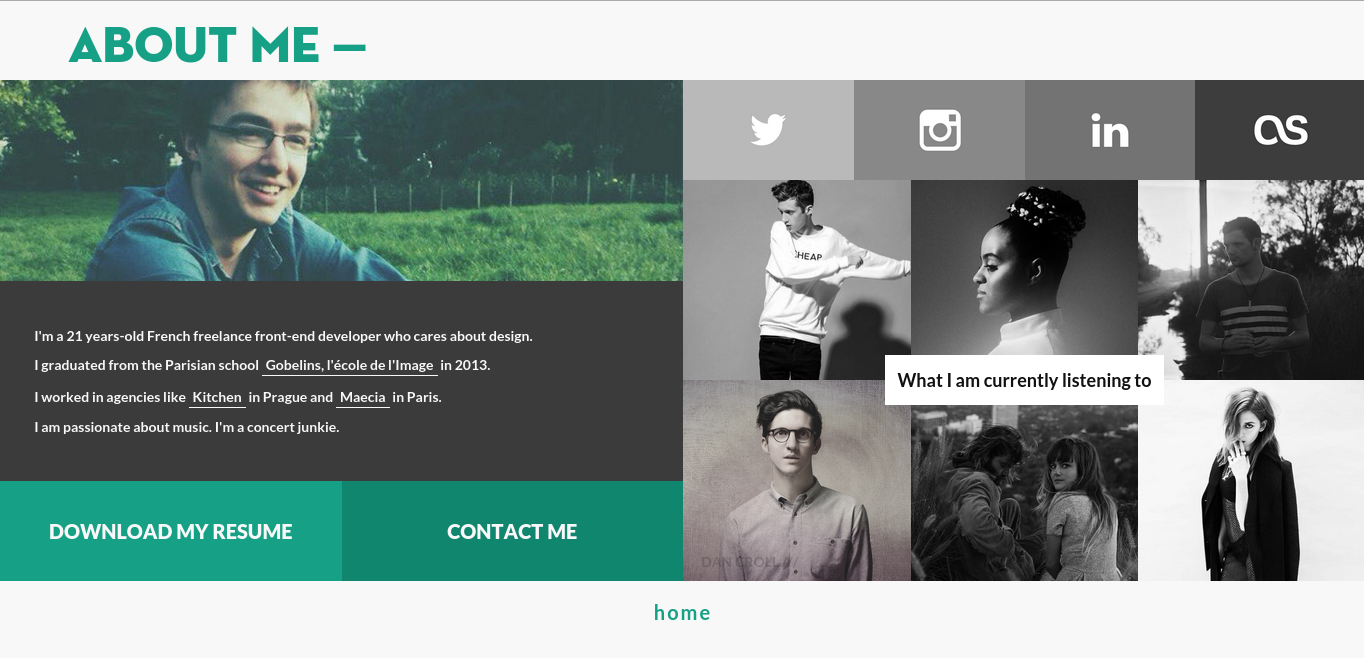 ABOUT ME —
in
CHEAP
I'm a 21 years-old French freelance front-end developer who cares about design.
I graduated from the Parisian school Gobelins, l'école de l'Image in 2013.
I worked in agencies like Kitchen in Prague and Maecia in Paris.
I am passionate about music. I'm a concert junkie.
What I am currently listening to
DOWNLOAD MY RESUME
CONTACT ME
DAN CROLL
home